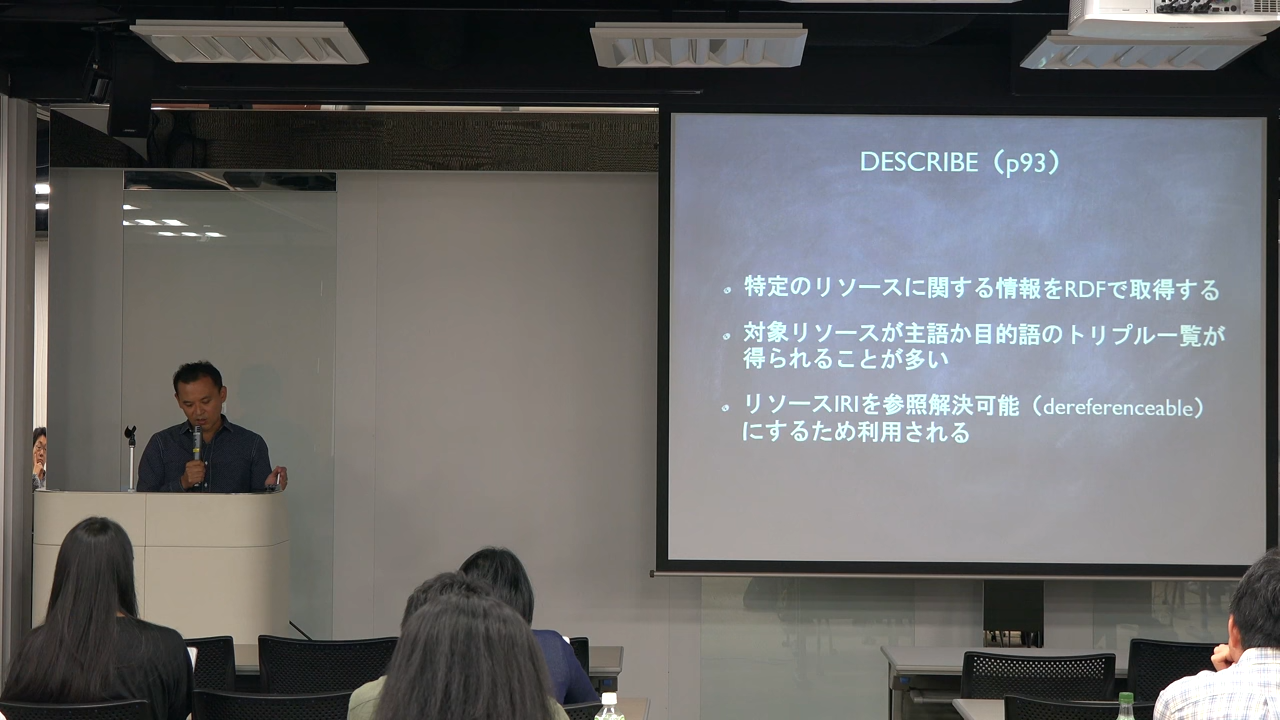 DESCRIBE（p93）
特定のリソースに関する情報をRDFで取得する
対象リソースが主語か目的語のトリプル一覧が
得られることが多い
リソースIRIを参照解決可能（dereferenceable）
にするため利用される